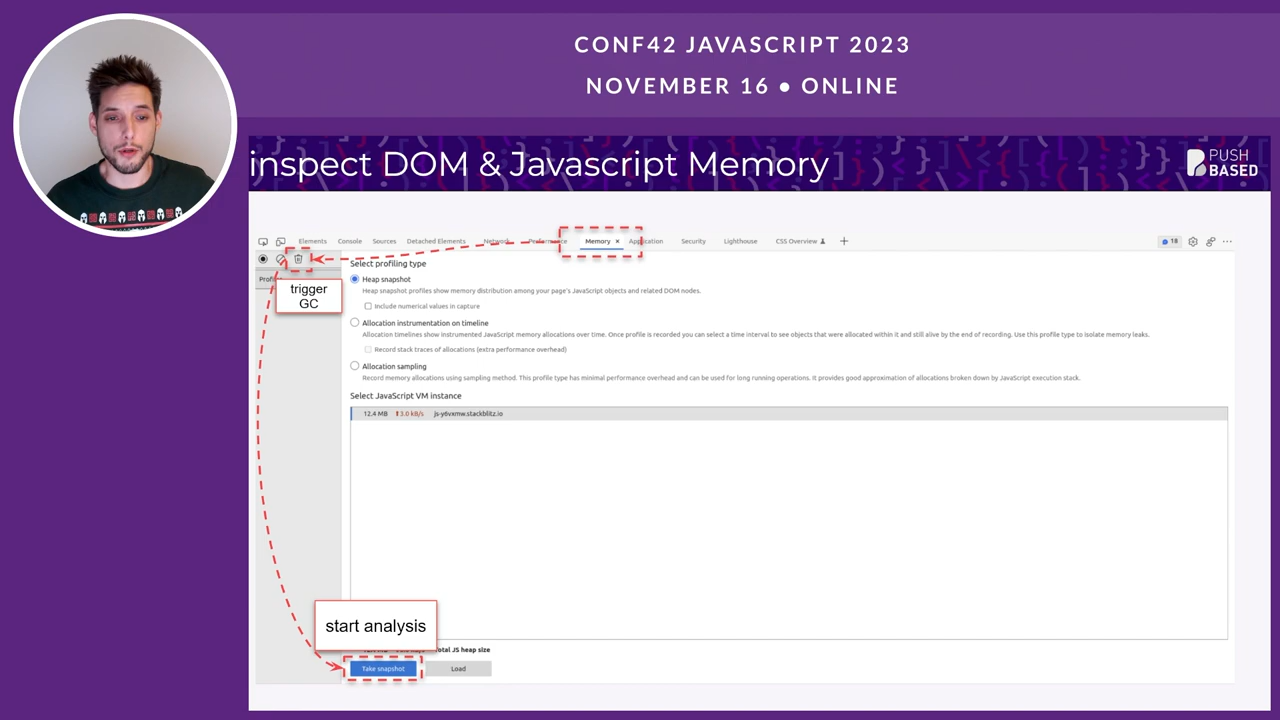 CONF42 JAVASCRIPT 2023
NOVEMBER 16 ● ONLINE
inspect DOM & Javascript Memory
PUSH
BASED
Elements Console Sources Detached Elements Network Performance Memory × Application Security Lighthouse CSS Overview + 18
Select profiling type
trigger
GC
Heap snapshot
Heap snapshot profiles show memory distribution among your page's JavaScript objects and related DOM nodes.
Include numerical values in capture
Allocation instrumentation on timeline
Allocation timelines show instrumented JavaScript memory allocations over time. Once profile is recorded you can select a time interval to see objects that were allocated within it and still alive by the end of recording. Use this profile type to isolate memory leaks.
Record stack traces of allocations (extra performance overhead)
Allocation sampling
Record memory allocations using sampling method. This profile type has minimal performance overhead and can be used for long running operations. It provides good approximation of allocations broken down by JavaScript execution stack.
Select JavaScript VM instance
12.4 MB ⬆3.0 kB/s js-y6vxmw.stackblitz.io
start analysis
otal JS heap size
Take snapshot Load